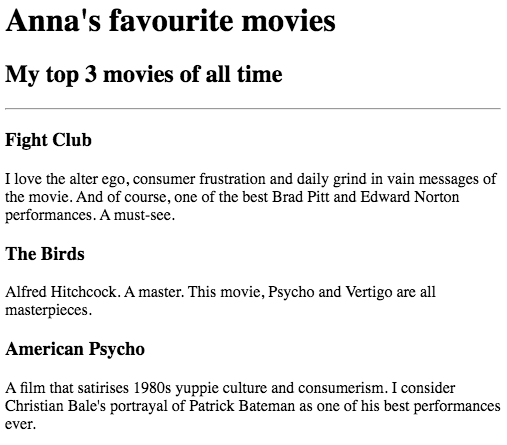 Anna's favourite movies
My top 3 movies of all time
Fight Club
I love the alter ego, consumer frustration and daily grind in vain messages of
the movie. And of course, one of the best Brad Pitt and Edward Norton
performances. A must-see.
The Birds
Alfred Hitchcock. A master. This movie, Psycho and Vertigo are all
masterpieces.
American Psycho
A film that satirises 1980s yuppie culture and consumerism. I consider
Christian Bale's portrayal of Patrick Bateman as one of his best performances
ever.